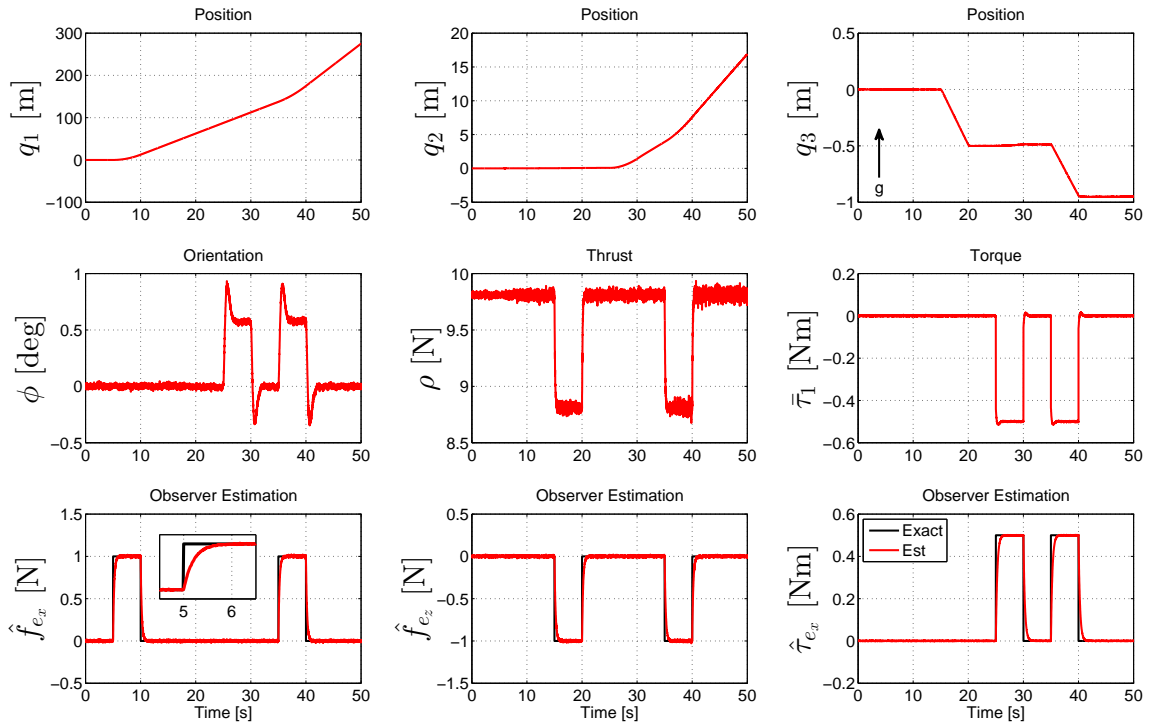 Position
q₁ [m]
300
200
100
0
−100
0 10 20 30 40 50
Position
q₂ [m]
20
15
10
5
0
−5
0 10 20 30 40 50
Position
q₃ [m]
0.5
0
−0.5
−1
g
0 10 20 30 40 50
Orientation
ϕ [deg]
1
0.5
0
−0.5
0 10 20 30 40 50
Thrust
ρ [N]
10
9.5
9
8.5
0 10 20 30 40 50
Torque
τ̄₁ [Nm]
0.2
0
−0.2
−0.4
−0.6
0 10 20 30 40 50
Observer Estimation
f̂_{e_x} [N]
1.5
1
0.5
0
−0.5
5 6
0 10 20 30 40 50
Time [s]
Observer Estimation
f̂_{e_z} [N]
0.5
0
−0.5
−1
−1.5
0 10 20 30 40 50
Time [s]
Observer Estimation
τ̂_{e_x} [Nm]
0.6
0.4
0.2
0
−0.2
Exact
Est
0 10 20 30 40 50
Time [s]